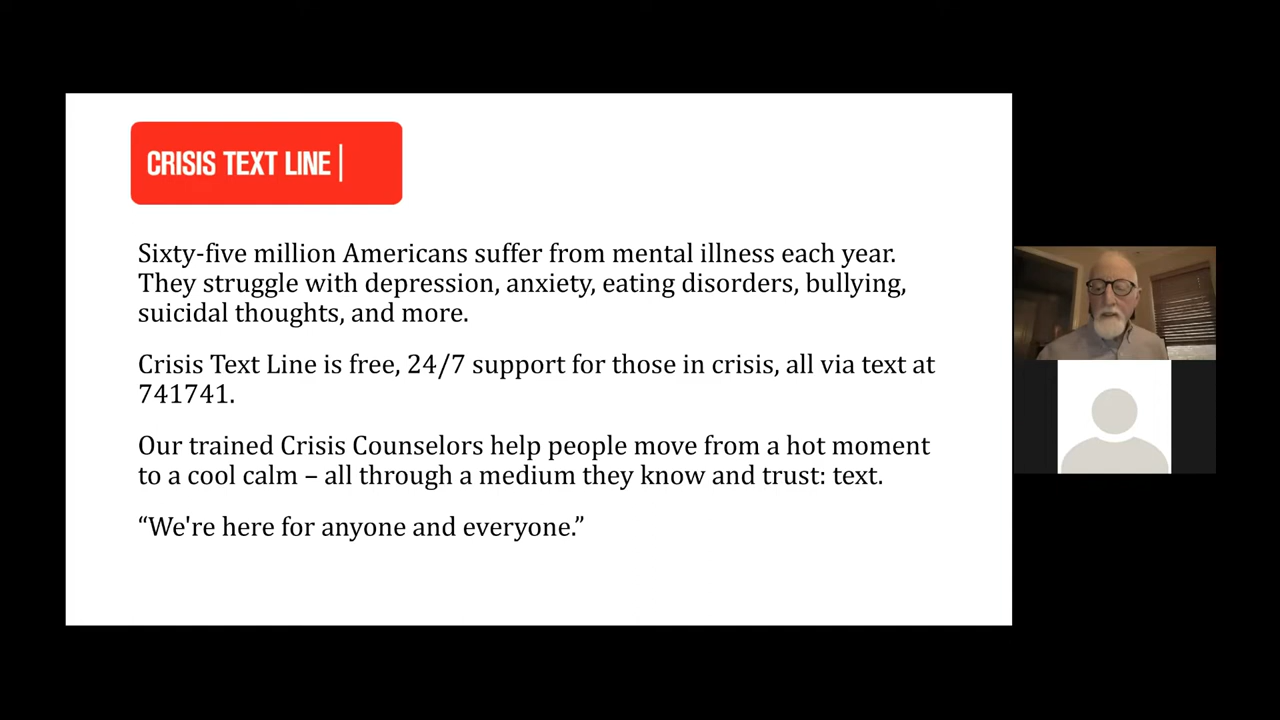 CRISIS TEXT LINE |
Sixty-five million Americans suffer from mental illness each year.
They struggle with depression, anxiety, eating disorders, bullying,
suicidal thoughts, and more.
Crisis Text Line is free, 24/7 support for those in crisis, all via text at
741741.
Our trained Crisis Counselors help people move from a hot moment
to a cool calm – all through a medium they know and trust: text.
“We're here for anyone and everyone.”